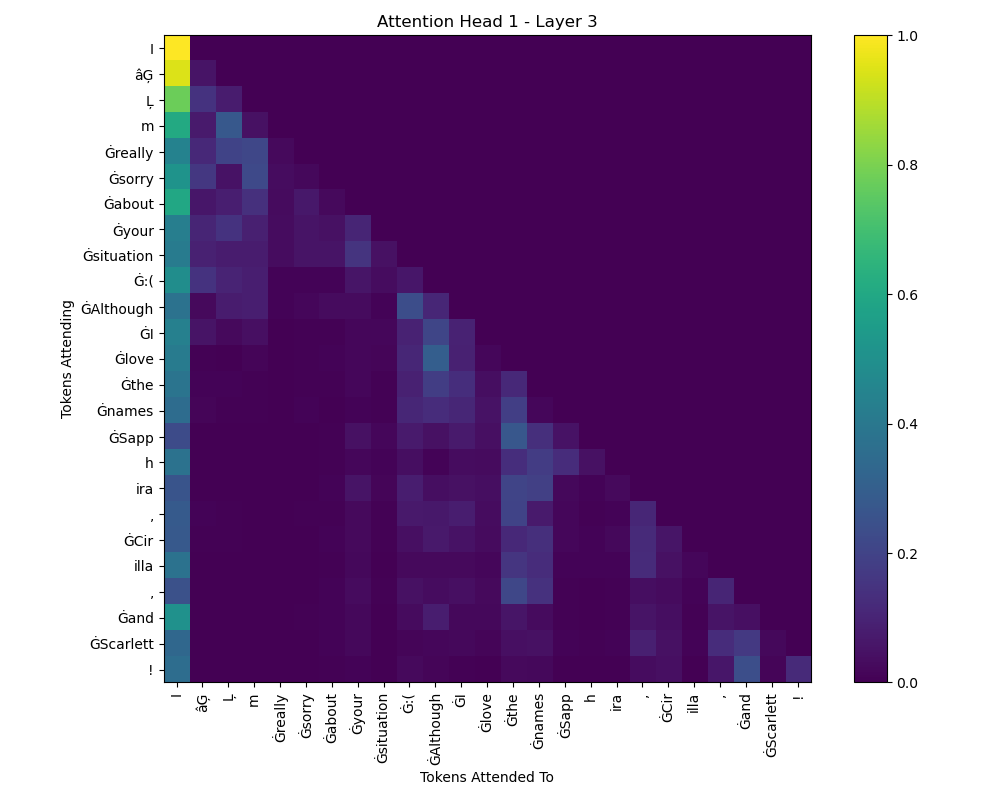 Attention Head 1 - Layer 3
Tokens Attending
I
âĢ
Ļ
m
Ġreally
Ġsorry
Ġabout
Ġyour
Ġsituation
Ġ:(
ĠAlthough
ĠI
Ġlove
Ġthe
Ġnames
ĠSapp
h
ira
,
ĠCir
illa
,
Ġand
ĠScarlett
!
I
âĢ
Ļ
m
Ġreally
Ġsorry
Ġabout
Ġyour
Ġsituation
Ġ:(
ĠAlthough
ĠI
Ġlove
Ġthe
Ġnames
ĠSapp
h
ira
,
ĠCir
illa
,
Ġand
ĠScarlett
!
Tokens Attended To
1.0
0.8
0.6
0.4
0.2
0.0